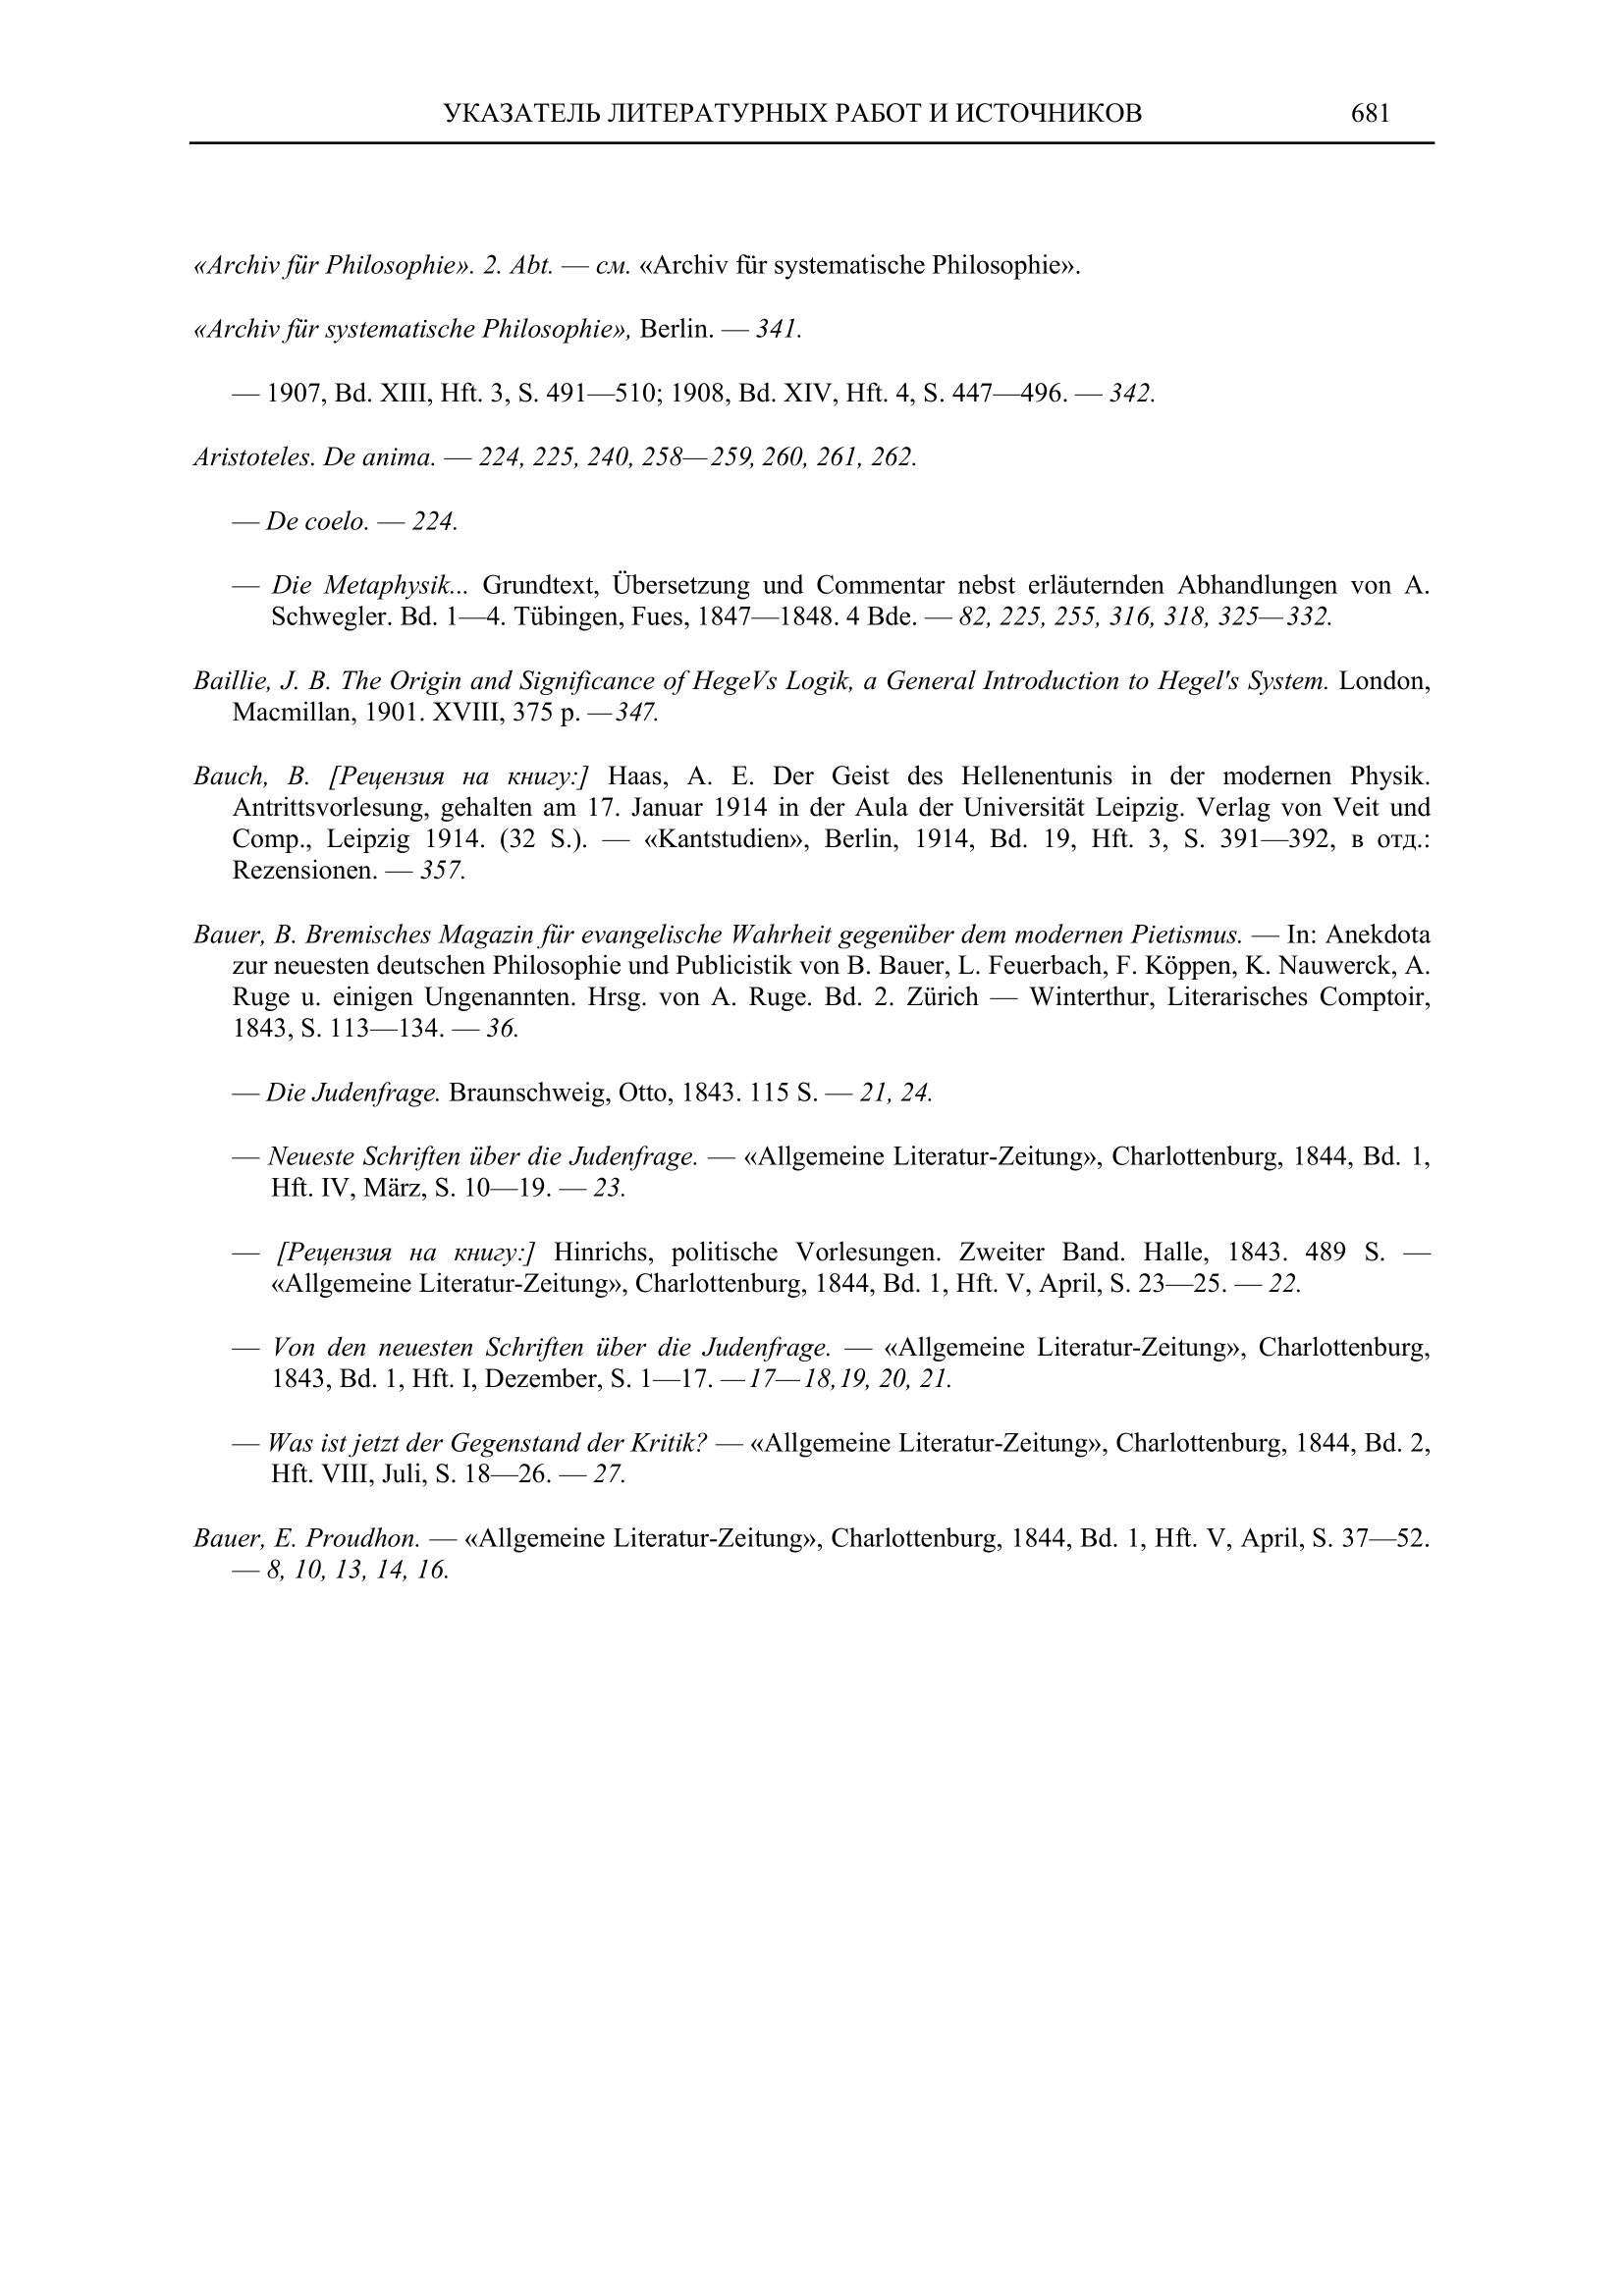 УКАЗАТЕЛЬ ЛИТЕРАТУРНЫХ РАБОТ И ИСТОЧНИКОВ 681
«Archiv für Philosophie». 2. Abt. — см. «Archiv für systematische Philosophie».
«Archiv für systematische Philosophie», Berlin. — 341.
— 1907, Bd. XIII, Hft. 3, S. 491—510; 1908, Bd. XIV, Hft. 4, S. 447—496. — 342.
Aristoteles. De anima. — 224, 225, 240, 258—259, 260, 261, 262.
— De coelo. — 224.
— Die Metaphysik... Grundtext, Übersetzung und Commentar nebst erläuternden Abhandlungen von A.
Schwegler. Bd. 1—4. Tübingen, Fues, 1847—1848. 4 Bde. — 82, 225, 255, 316, 318, 325—332.
Baillie, J. B. The Origin and Significance of HegeVs Logik, a General Introduction to Hegel's System. London,
Macmillan, 1901. XVIII, 375 p. —347.
Bauch, B. [Рецензия на книгу:] Haas, A. E. Der Geist des Hellenentunis in der modernen Physik.
Antrittsvorlesung, gehalten am 17. Januar 1914 in der Aula der Universität Leipzig. Verlag von Veit und
Comp., Leipzig 1914. (32 S.). — «Kantstudien», Berlin, 1914, Bd. 19, Hft. 3, S. 391—392, в отд.:
Rezensionen. — 357.
Bauer, B. Bremisches Magazin für evangelische Wahrheit gegenüber dem modernen Pietismus. — In: Anekdota
zur neuesten deutschen Philosophie und Publicistik von B. Bauer, L. Feuerbach, F. Köppen, K. Nauwerck, A.
Ruge u. einigen Ungenannten. Hrsg. von A. Ruge. Bd. 2. Zürich — Winterthur, Literarisches Comptoir,
1843, S. 113—134. — 36.
— Die Judenfrage. Braunschweig, Otto, 1843. 115 S. — 21, 24.
— Neueste Schriften über die Judenfrage. — «Allgemeine Literatur-Zeitung», Charlottenburg, 1844, Bd. 1,
Hft. IV, März, S. 10—19. — 23.
— [Рецензия на книгу:] Hinrichs, politische Vorlesungen. Zweiter Band. Halle, 1843. 489 S. —
«Allgemeine Literatur-Zeitung», Charlottenburg, 1844, Bd. 1, Hft. V, April, S. 23—25. — 22.
— Von den neuesten Schriften über die Judenfrage. — «Allgemeine Literatur-Zeitung», Charlottenburg,
1843, Bd. 1, Hft. I, Dezember, S. 1—17. —17—18,19, 20, 21.
— Was ist jetzt der Gegenstand der Kritik? — «Allgemeine Literatur-Zeitung», Charlottenburg, 1844, Bd. 2,
Hft. VIII, Juli, S. 18—26. — 27.
Bauer, E. Proudhon. — «Allgemeine Literatur-Zeitung», Charlottenburg, 1844, Bd. 1, Hft. V, April, S. 37—52.
— 8, 10, 13, 14, 16.